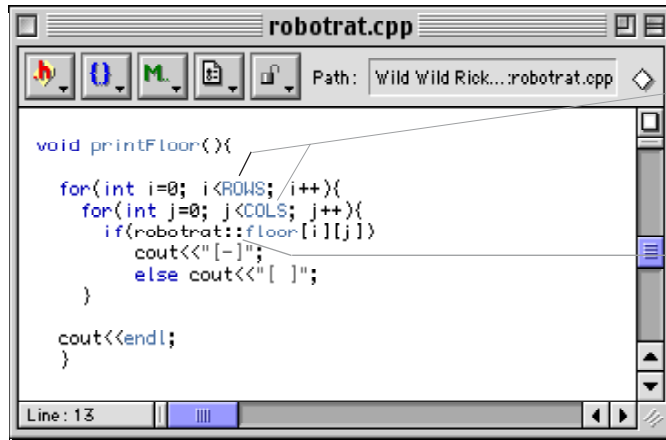 robotrat.cpp
h {} M.. Path: Wild Wild Rick...:robotrat.cpp
void printFloor(){
for(int i=0; i<ROWS; i++){
for(int j=0; j<COLS; j++){
if(robotrat::floor[i][j])
cout<<"[-]";
else cout<<"[ ]";
}
cout<<endl;
}
Line: 13